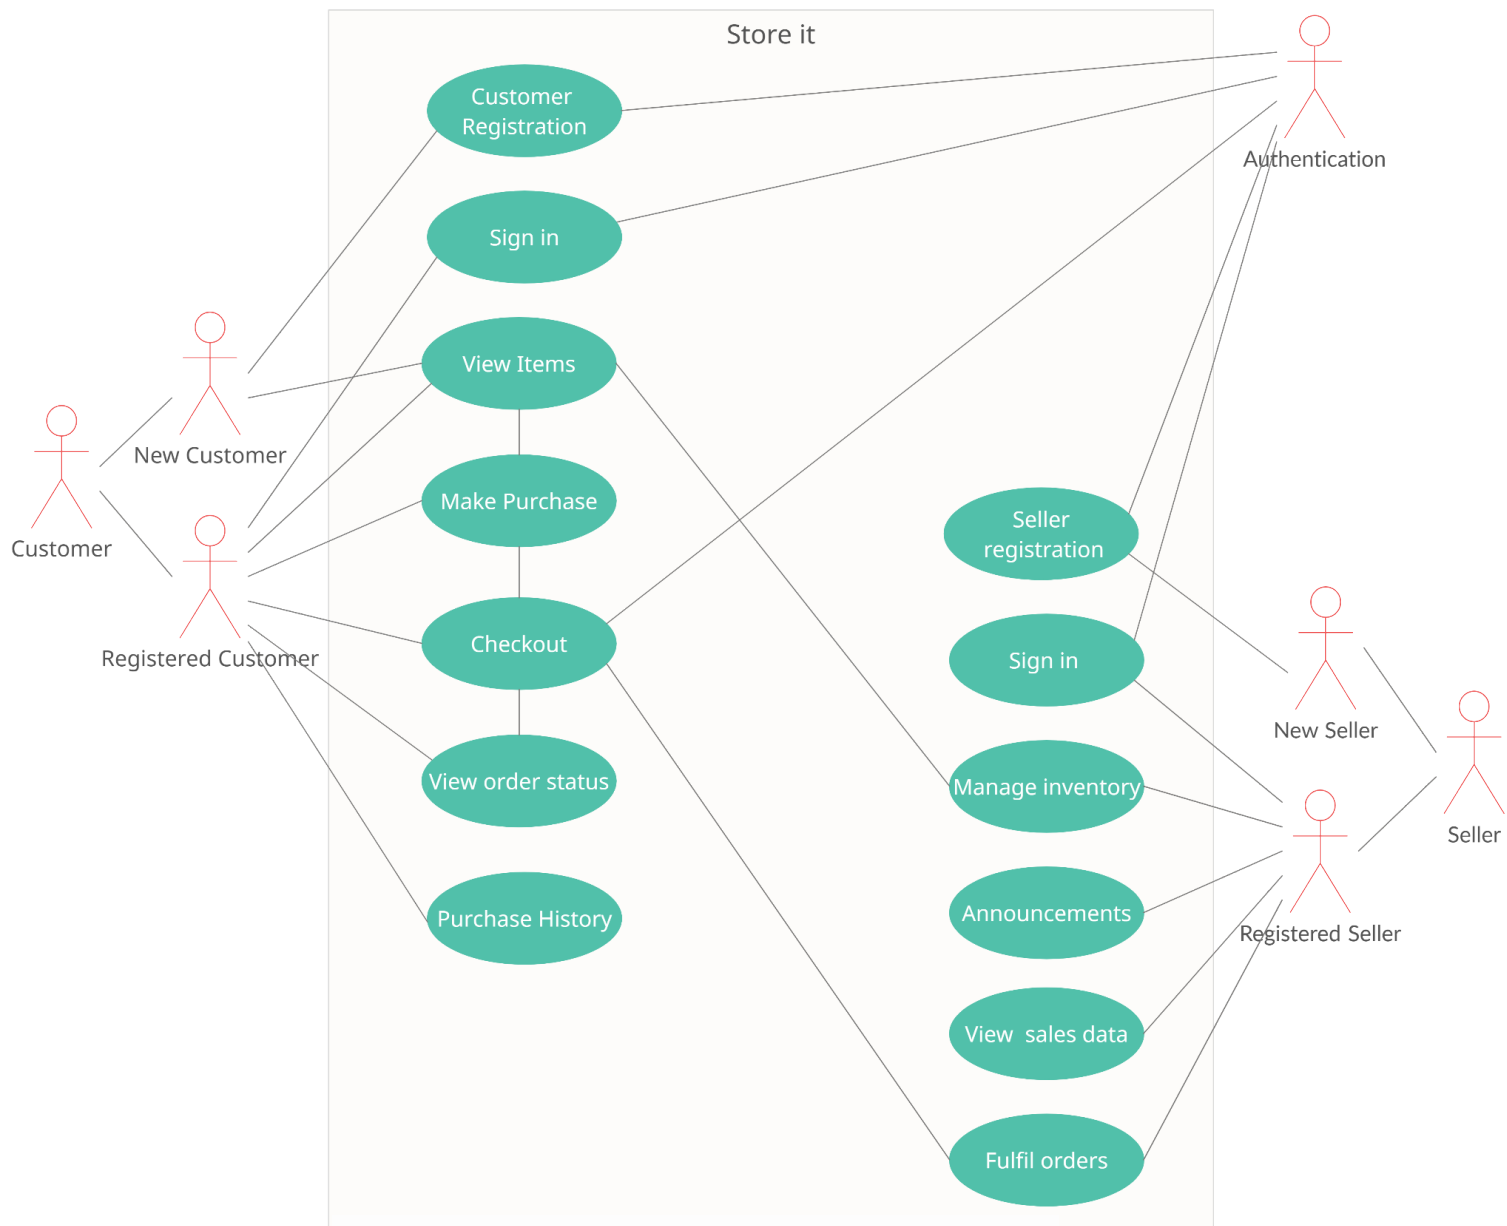 Store it
Customer
Registration
Sign in
View Items
Make Purchase
Checkout
View order status
Purchase History
New Customer
Customer
Registered Customer
Authentication
Seller
registration
Sign in
Manage inventory
Announcements
View  sales data
Fulfil orders
New Seller
Seller
Registered Seller